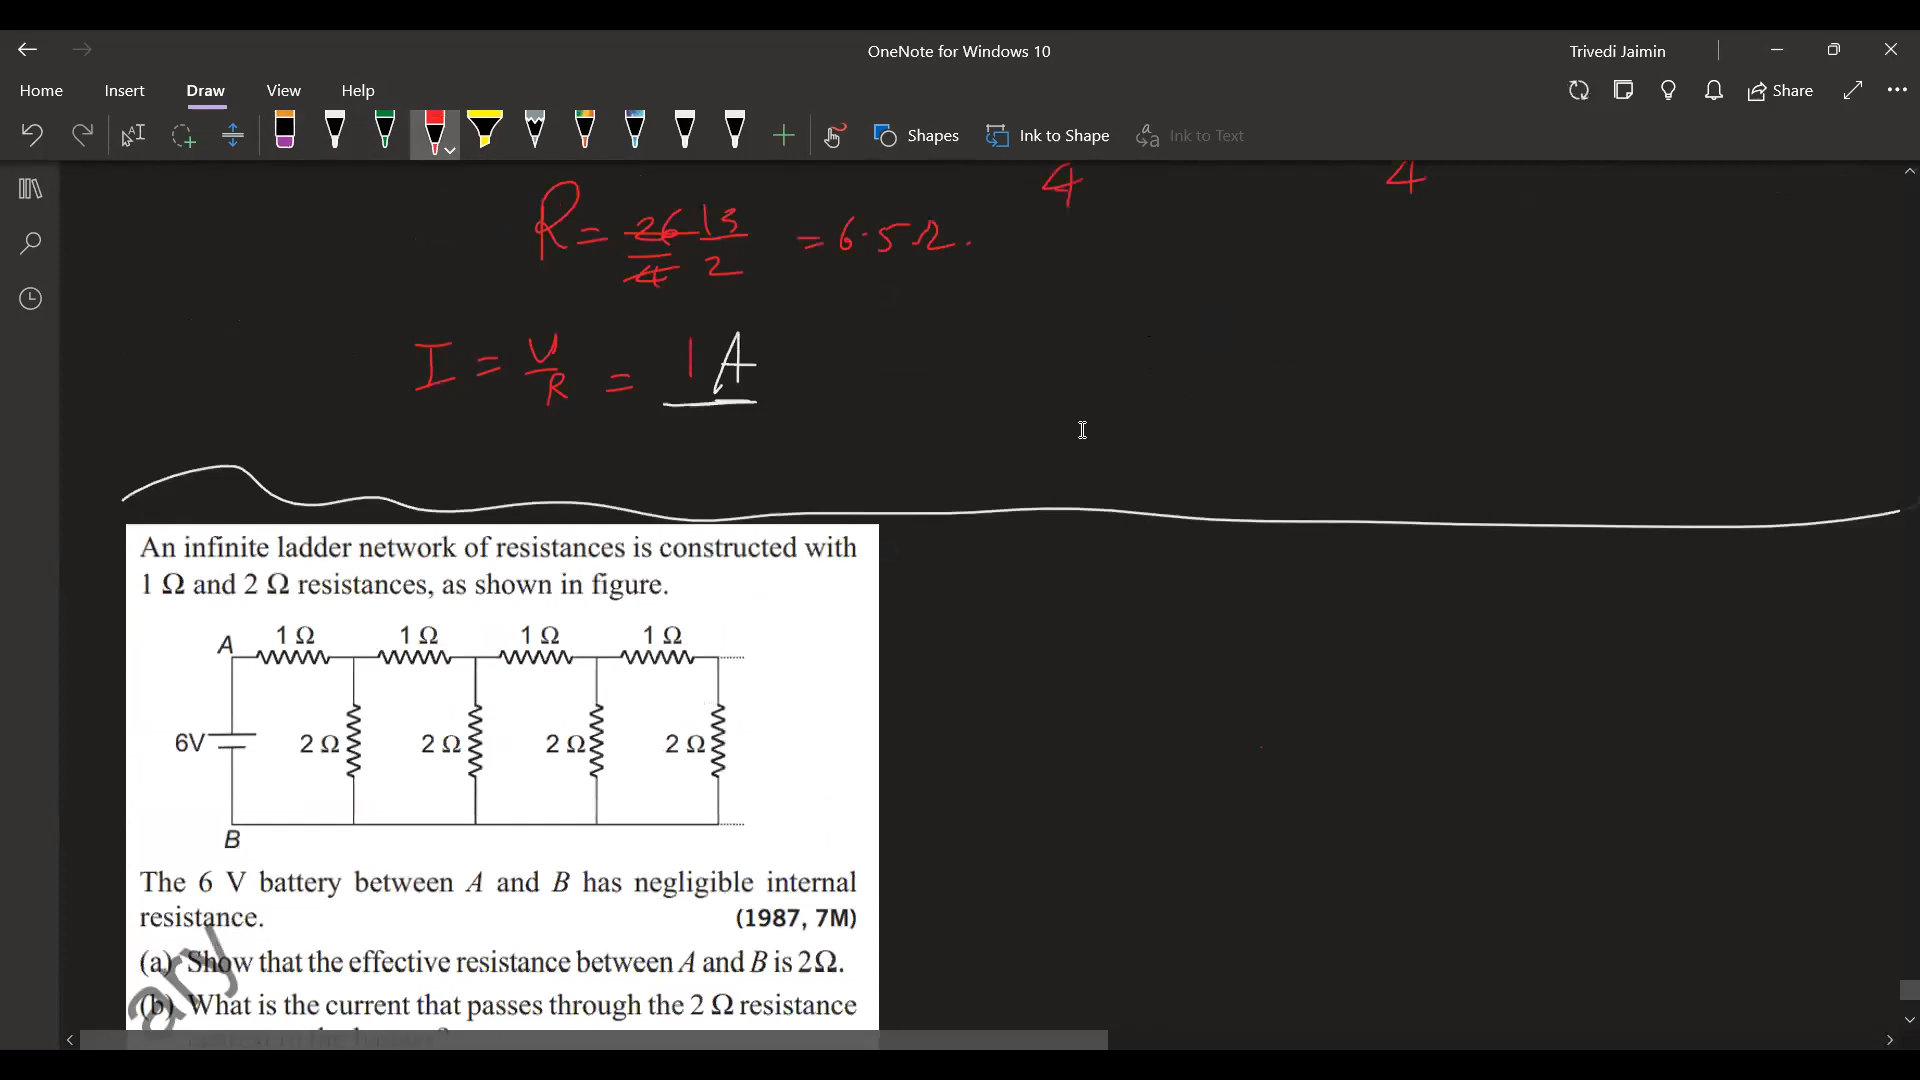 OneNote for Windows 10
Trivedi Jaimin
Home Insert Draw View Help
Share
Shapes Ink to Shape Ink to Text
4 4
R = 26/4 13/2 = 6.5 Ω.
I = V/R = 1 A
An infinite ladder network of resistances is constructed with
1 Ω and 2 Ω resistances, as shown in figure.
A 1 Ω 1 Ω 1 Ω 1 Ω
6V 2 Ω 2 Ω 2 Ω 2 Ω
B
The 6 V battery between A and B has negligible internal
resistance. (1987, 7M)
(a) Show that the effective resistance between A and B is 2Ω.
(b) What is the current that passes through the 2 Ω resistance
ary